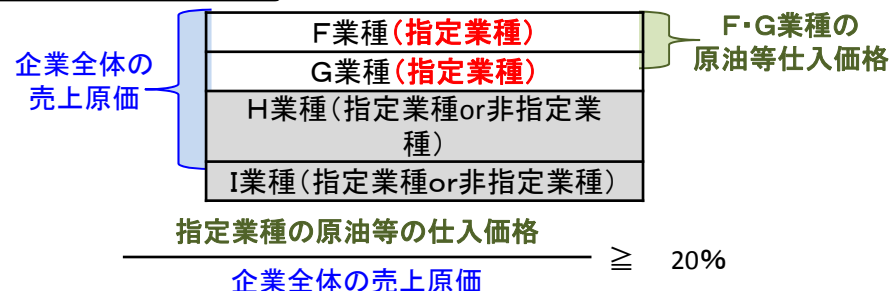 F業種(指定業種)
G業種(指定業種)
H業種(指定業種or非指定業
種)
I業種(指定業種or非指定業種)
企業全体の
売上原価
F・G業種の
原油等仕入価格
指定業種の原油等の仕入価格
企業全体の売上原価
≧ 20%